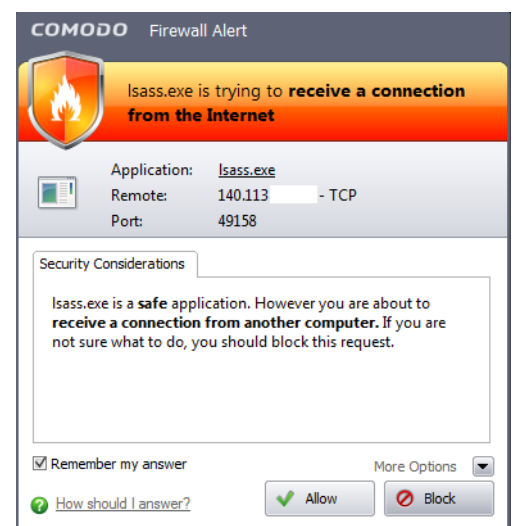 COMODO Firewall Alert
lsass.exe is trying to receive a connection
from the Internet
Application: lsass.exe
Remote: 140.113 - TCP
Port: 49158
Security Considerations
lsass.exe is a safe application. However you are about to
receive a connection from another computer. If you are
not sure what to do, you should block this request.
Remember my answer
More Options
How should I answer?
Allow
Block